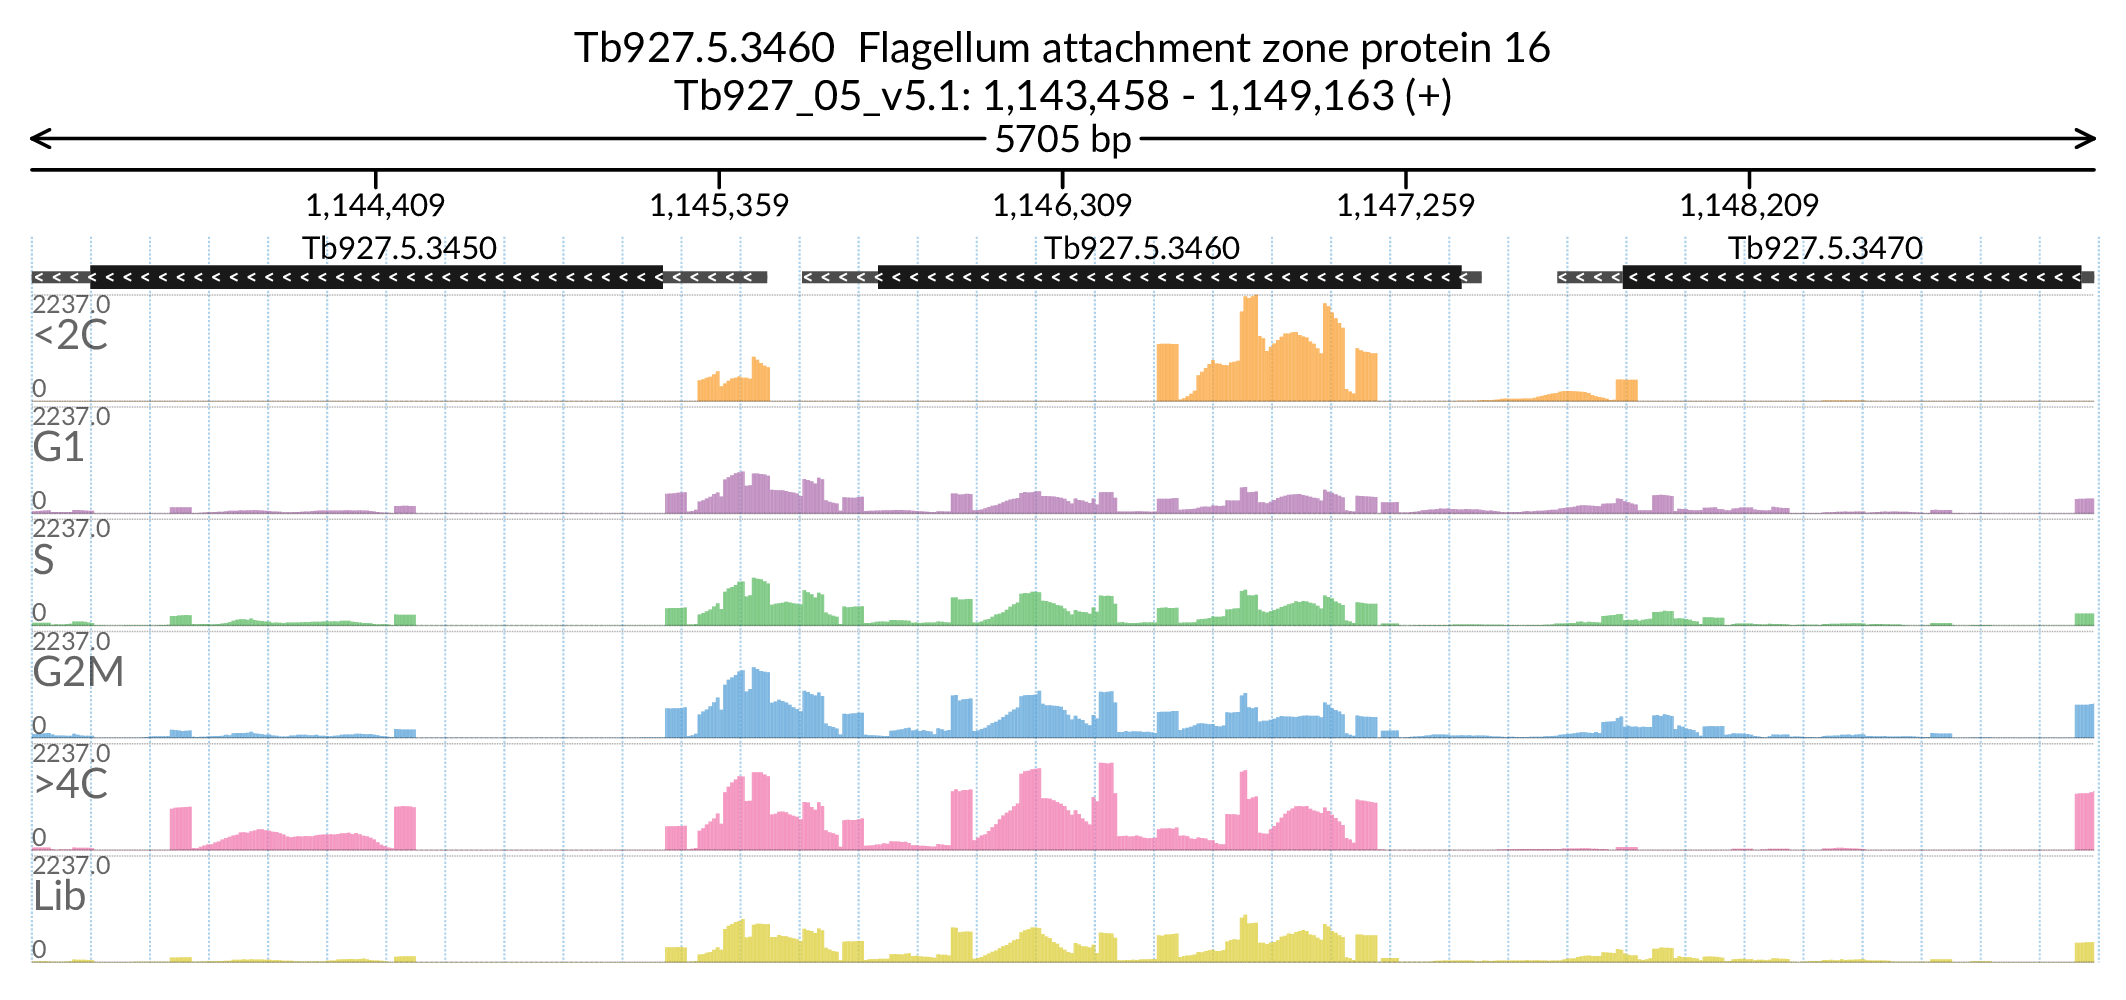 Tb927.5.3460 Flagellum attachment zone protein 16
Tb927_05_v5.1: 1,143,458 - 1,149,163 (+)
5705 bp
1,144,409 1,145,359 1,146,309 1,147,259 1,148,209
Tb927.5.3450 Tb927.5.3460 Tb927.5.3470
2237.0
<2C
0
2237.0
G1
0
2237.0
S
0
2237.0
G2M
0
2237.0
>4C
0
2237.0
Lib
0